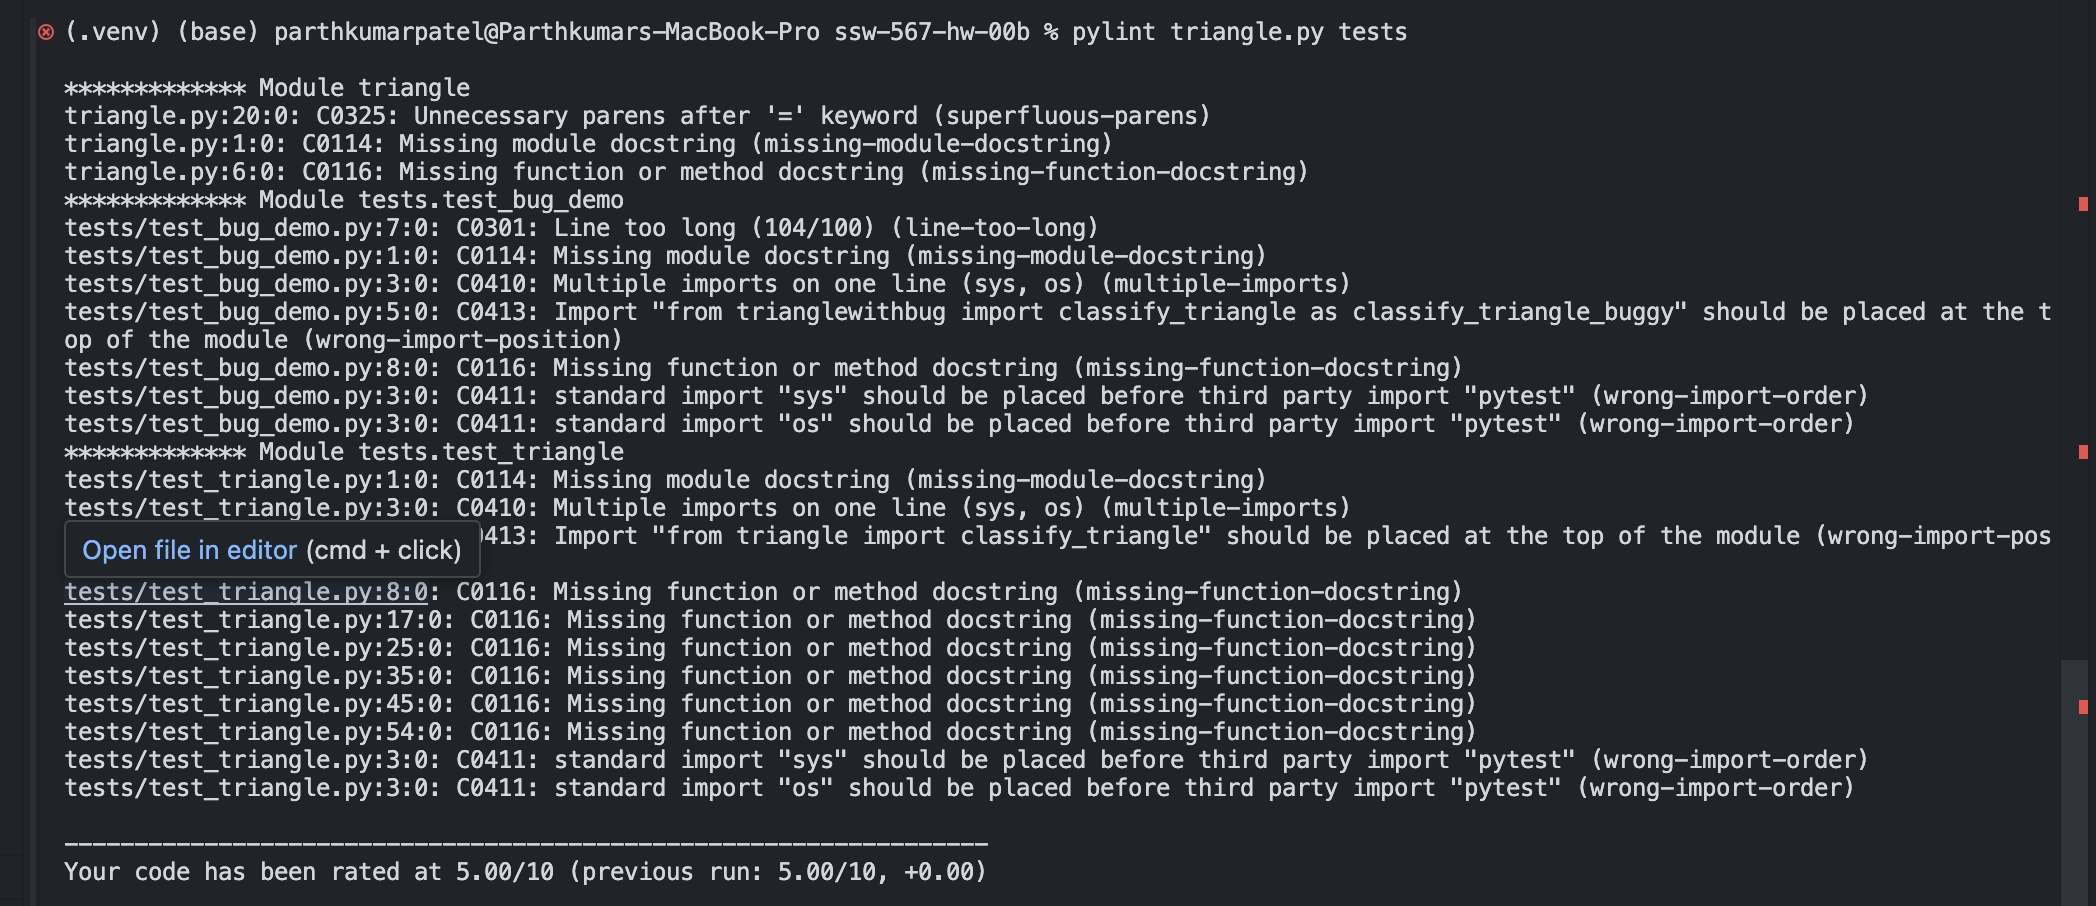 (.venv) (base) parthkumarpatel@Parthkumars-MacBook-Pro ssw-567-hw-00b % pylint triangle.py tests
************* Module triangle
triangle.py:20:0: C0325: Unnecessary parens after '=' keyword (superfluous-parens)
triangle.py:1:0: C0114: Missing module docstring (missing-module-docstring)
triangle.py:6:0: C0116: Missing function or method docstring (missing-function-docstring)
************* Module tests.test_bug_demo
tests/test_bug_demo.py:7:0: C0301: Line too long (104/100) (line-too-long)
tests/test_bug_demo.py:1:0: C0114: Missing module docstring (missing-module-docstring)
tests/test_bug_demo.py:3:0: C0410: Multiple imports on one line (sys, os) (multiple-imports)
tests/test_bug_demo.py:5:0: C0413: Import "from trianglewithbug import classify_triangle as classify_triangle_buggy" should be placed at the t
op of the module (wrong-import-position)
tests/test_bug_demo.py:8:0: C0116: Missing function or method docstring (missing-function-docstring)
tests/test_bug_demo.py:3:0: C0411: standard import "sys" should be placed before third party import "pytest" (wrong-import-order)
tests/test_bug_demo.py:3:0: C0411: standard import "os" should be placed before third party import "pytest" (wrong-import-order)
************* Module tests.test_triangle
tests/test_triangle.py:1:0: C0114: Missing module docstring (missing-module-docstring)
tests/test_triangle.py:3:0: C0410: Multiple imports on one line (sys, os) (multiple-imports)
413: Import "from triangle import classify_triangle" should be placed at the top of the module (wrong-import-pos
Open file in editor (cmd + click)
tests/test_triangle.py:8:0: C0116: Missing function or method docstring (missing-function-docstring)
tests/test_triangle.py:17:0: C0116: Missing function or method docstring (missing-function-docstring)
tests/test_triangle.py:25:0: C0116: Missing function or method docstring (missing-function-docstring)
tests/test_triangle.py:35:0: C0116: Missing function or method docstring (missing-function-docstring)
tests/test_triangle.py:45:0: C0116: Missing function or method docstring (missing-function-docstring)
tests/test_triangle.py:54:0: C0116: Missing function or method docstring (missing-function-docstring)
tests/test_triangle.py:3:0: C0411: standard import "sys" should be placed before third party import "pytest" (wrong-import-order)
tests/test_triangle.py:3:0: C0411: standard import "os" should be placed before third party import "pytest" (wrong-import-order)
------------------------------------------------------------------
Your code has been rated at 5.00/10 (previous run: 5.00/10, +0.00)